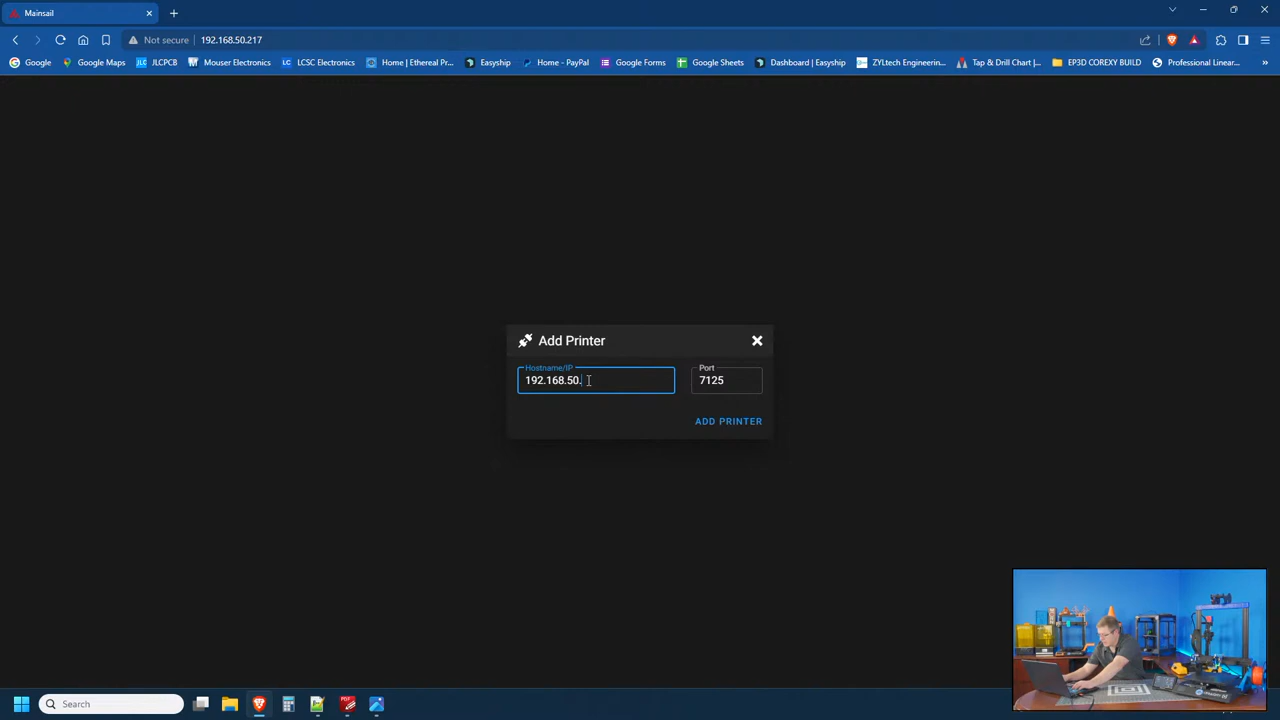 Mainsail
Not secure
192.168.50.217
Google
Google Maps
JLCPCB
Mouser Electronics
LCSC Electronics
Home | Ethereal Pr...
Easyship
Home - PayPal
Google Forms
Google Sheets
Dashboard | Easyship
ZYLtech Engineerin...
Tap & Drill Chart |...
EP3D COREXY BUILD
Professional Linear...
Add Printer
Hostname/IP
192.168.50.
Port
7125
ADD PRINTER
Search